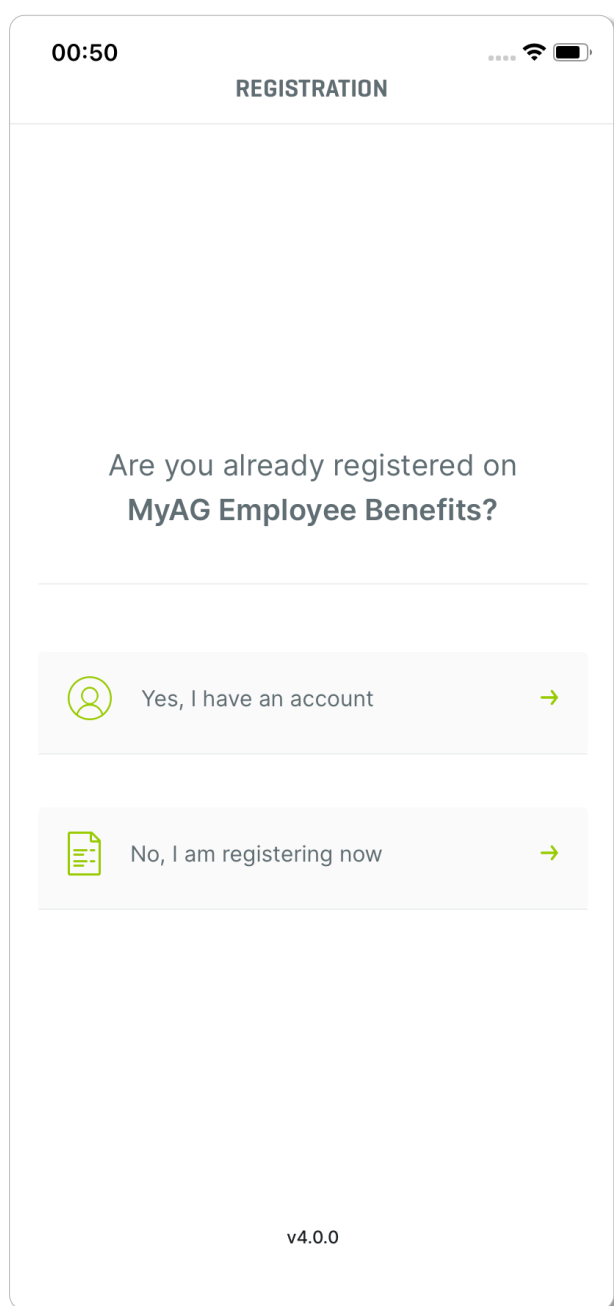 00:50
REGISTRATION
Are you already registered on
MyAG Employee Benefits?
Yes, I have an account
No, I am registering now
v4.0.0